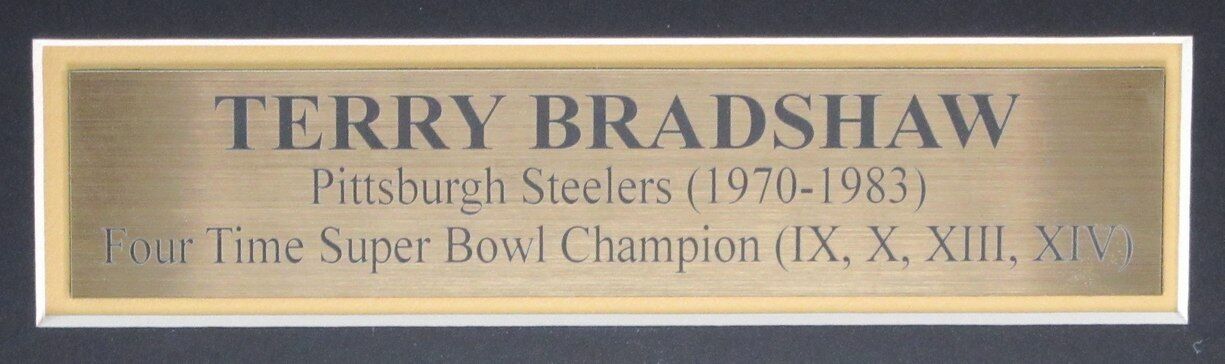 TERRY BRADSHAW
Pittsburgh Steelers (1970-1983)
Four Time Super Bowl Champion (IX, X, XIII, XIV)